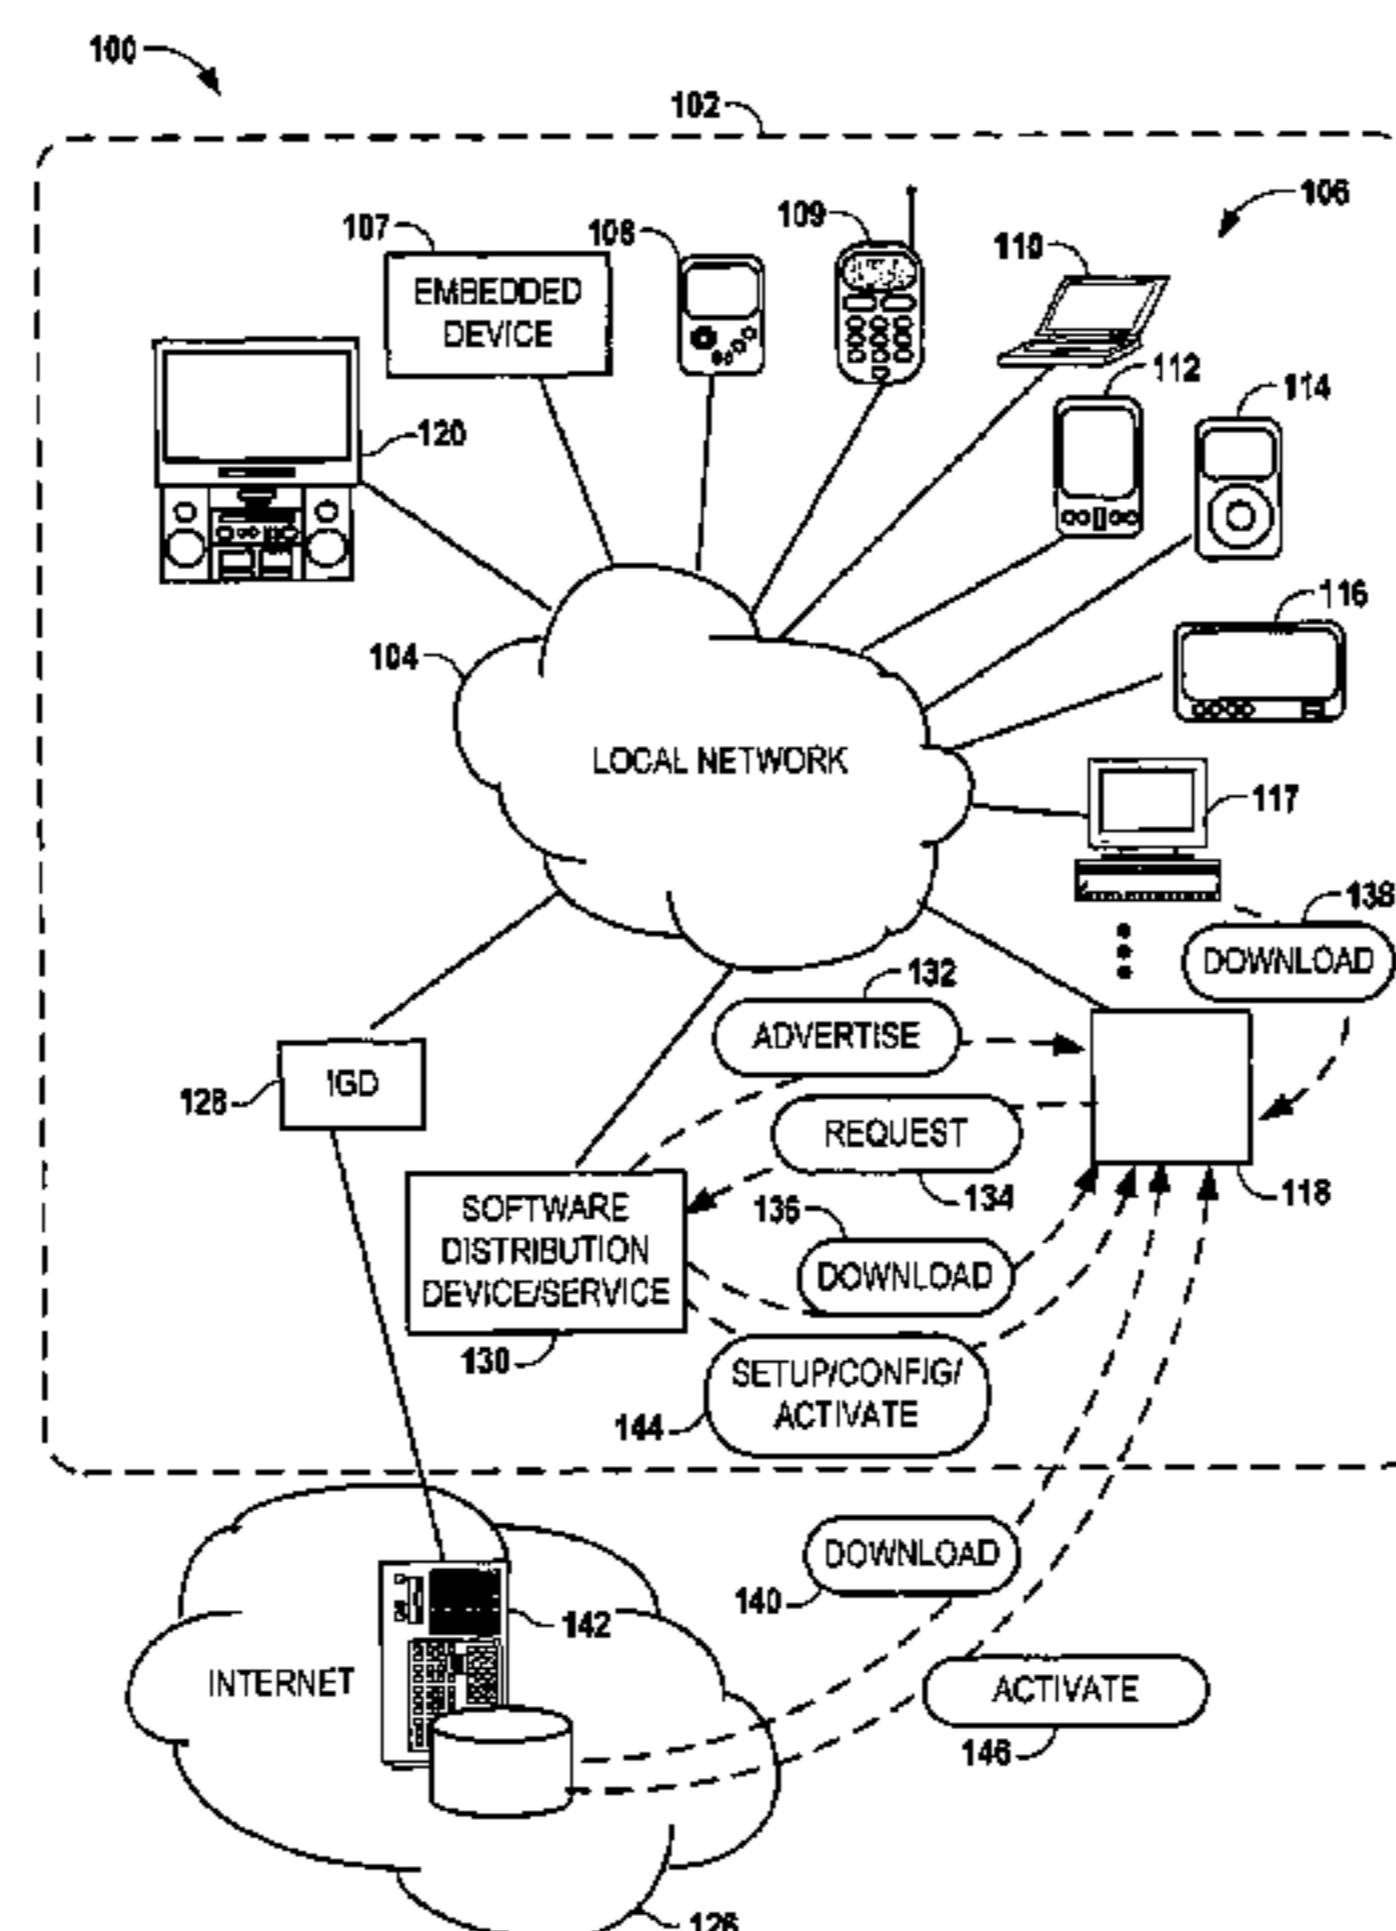 100
102
106
107
108
109
110
EMBEDDED
DEVICE
112
114
120
116
104
LOCAL NETWORK
117
138
DOWNLOAD
132
ADVERTISE
IGD
128
REQUEST
134
118
SOFTWARE
DISTRIBUTION
DEVICE/SERVICE
136
DOWNLOAD
130
SETUP/CONFIG/
ACTIVATE
144
DOWNLOAD
140
142
INTERNET
ACTIVATE
146
126